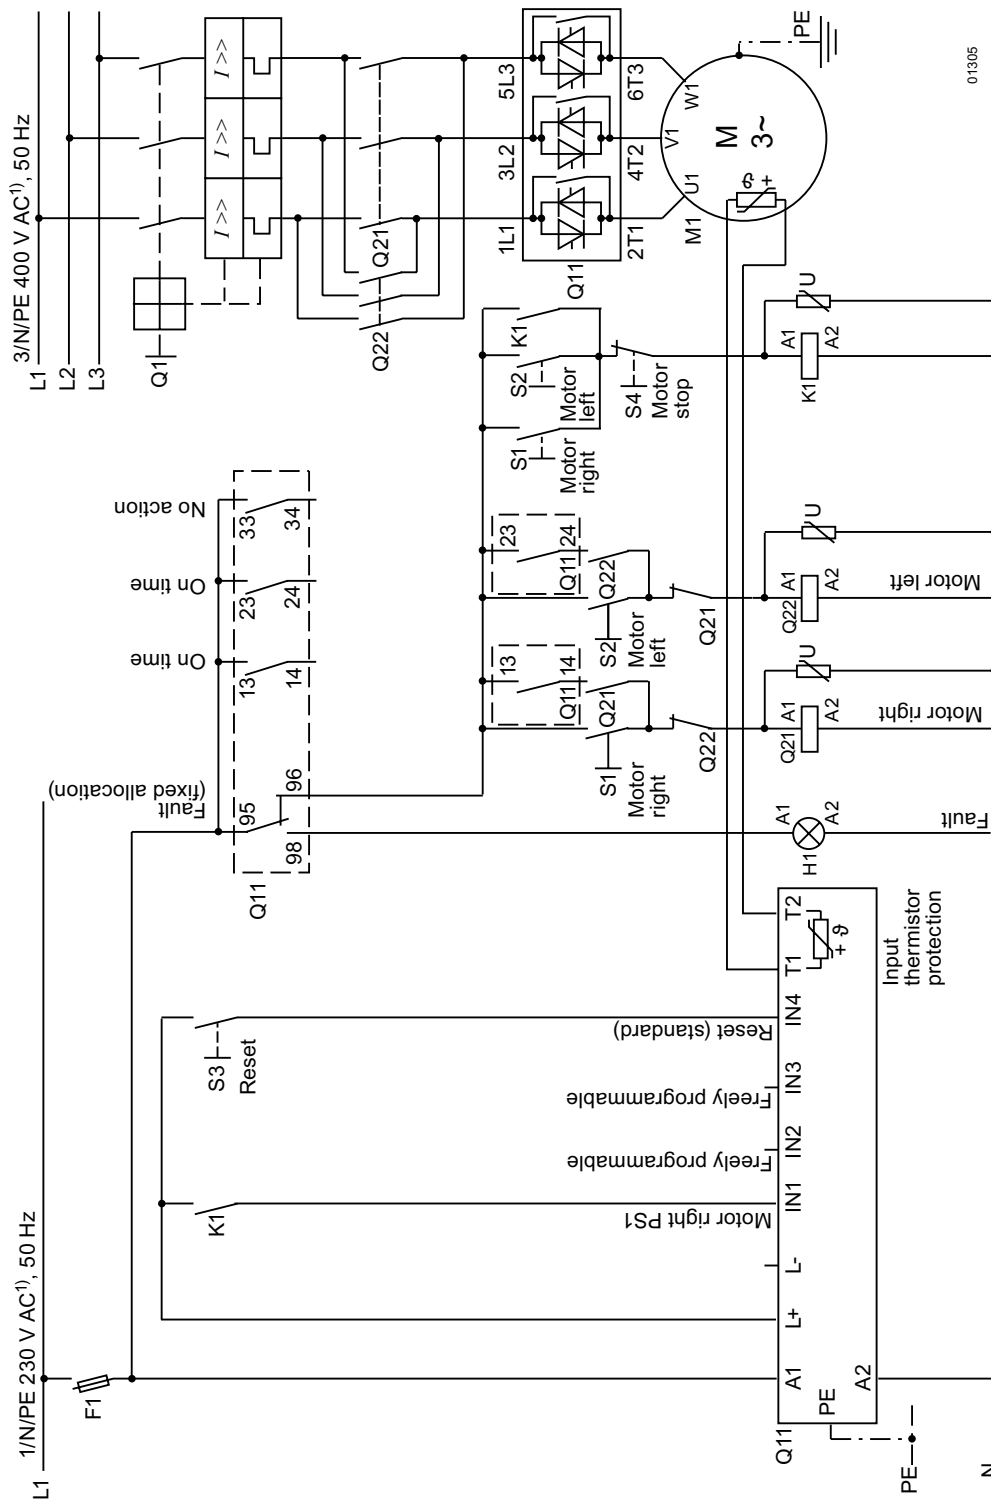 1/N/PE 230 V AC1), 50 Hz
L1
F1
K1
S3
Reset
Q11
95
96
98
13
14
23
24
33
34
Fault
(fixed allocation)
On time
On time
No action
3/N/PE 400 V AC1), 50 Hz
L1
L2
L3
Q1
I >>
I >>
I >>
Q21
Q22
1L1
3L2
5L3
Q11
2T1
4T2
6T3
U1
V1
W1
M1
M
3~
ϑ
+
PE
01305
13
Q11
14
S1
Motor
right
Q21
Q22
23
Q11
24
S2
Motor
left
Q22
Q21
S1
Motor
right
S2
Motor
left
K1
S4
Motor
stop
Q11
PE
A1
L+
L-
IN1
IN2
IN3
IN4
T1
T2
+ ϑ
A2
Motor right PS1
Freely programmable
Freely programmable
Reset (standard)
Input
thermistor
protection
H1
A1
A2
Fault
Q21
A1
A2
U
Motor right
Q22
A1
A2
U
Motor left
K1
A1
A2
U
PE
N